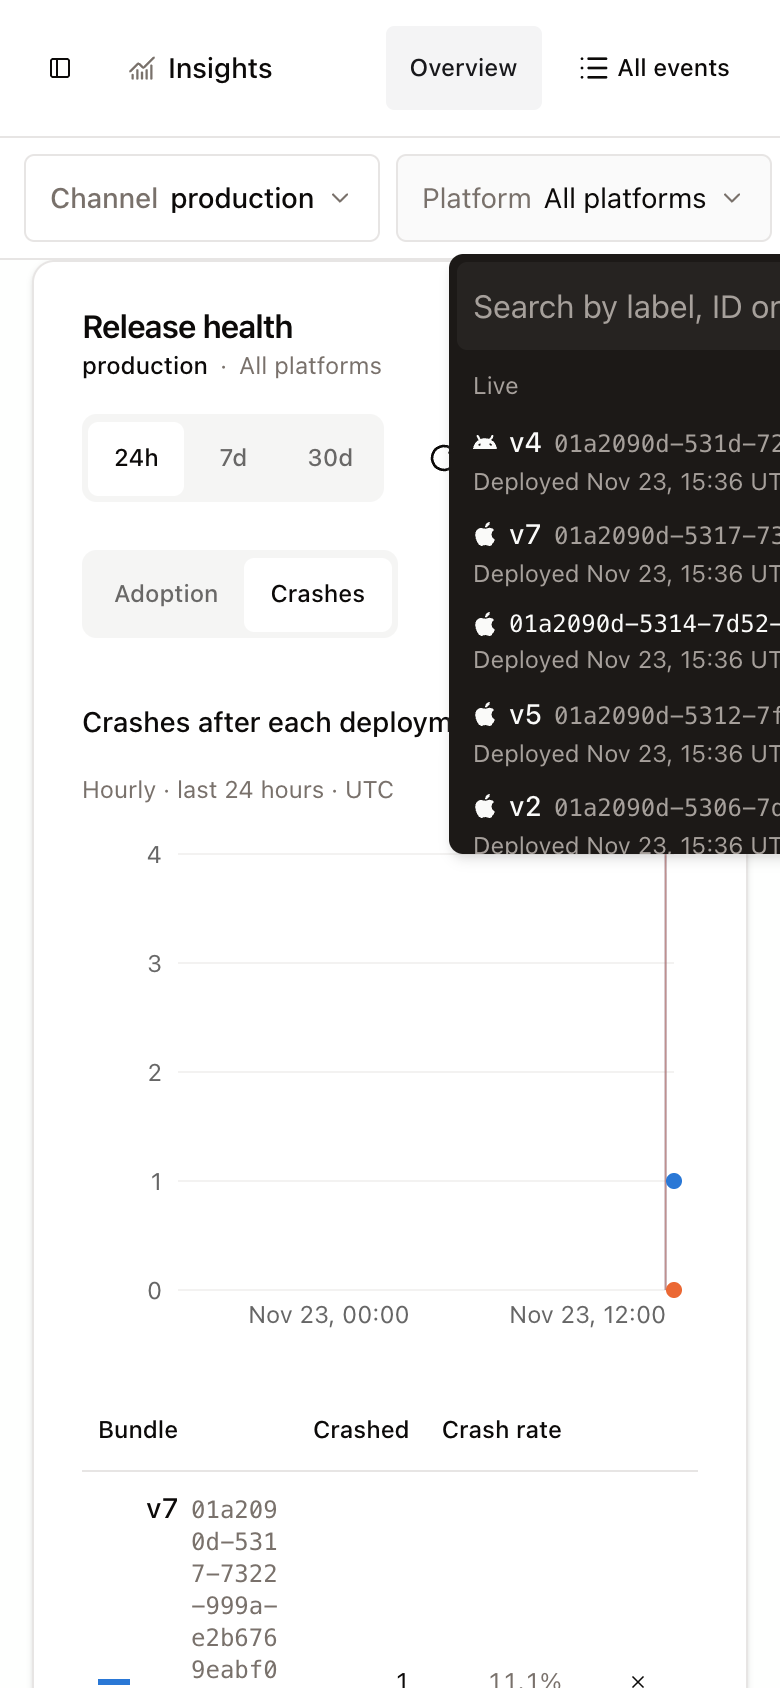 Insights
Overview
All events
Channel production
Platform All platforms
Release health
production · All platforms
24h
7d
30d
Adoption
Crashes
Search by label, ID or
Live
v4 01a2090d-531d-72
Deployed Nov 23, 15:36 UT
v7 01a2090d-5317-73
Deployed Nov 23, 15:36 UT
01a2090d-5314-7d52-
Deployed Nov 23, 15:36 UT
v5 01a2090d-5312-7f
Deployed Nov 23, 15:36 UT
v2 01a2090d-5306-7d
Deployed Nov 23, 15:36 UT
Crashes after each deploym
Hourly · last 24 hours · UTC
4
3
2
1
0
Nov 23, 00:00
Nov 23, 12:00
Bundle
Crashed
Crash rate
v7 01a209
0d-531
7-7322
-999a-
e2b676
9eabf0
1
11.1%
×